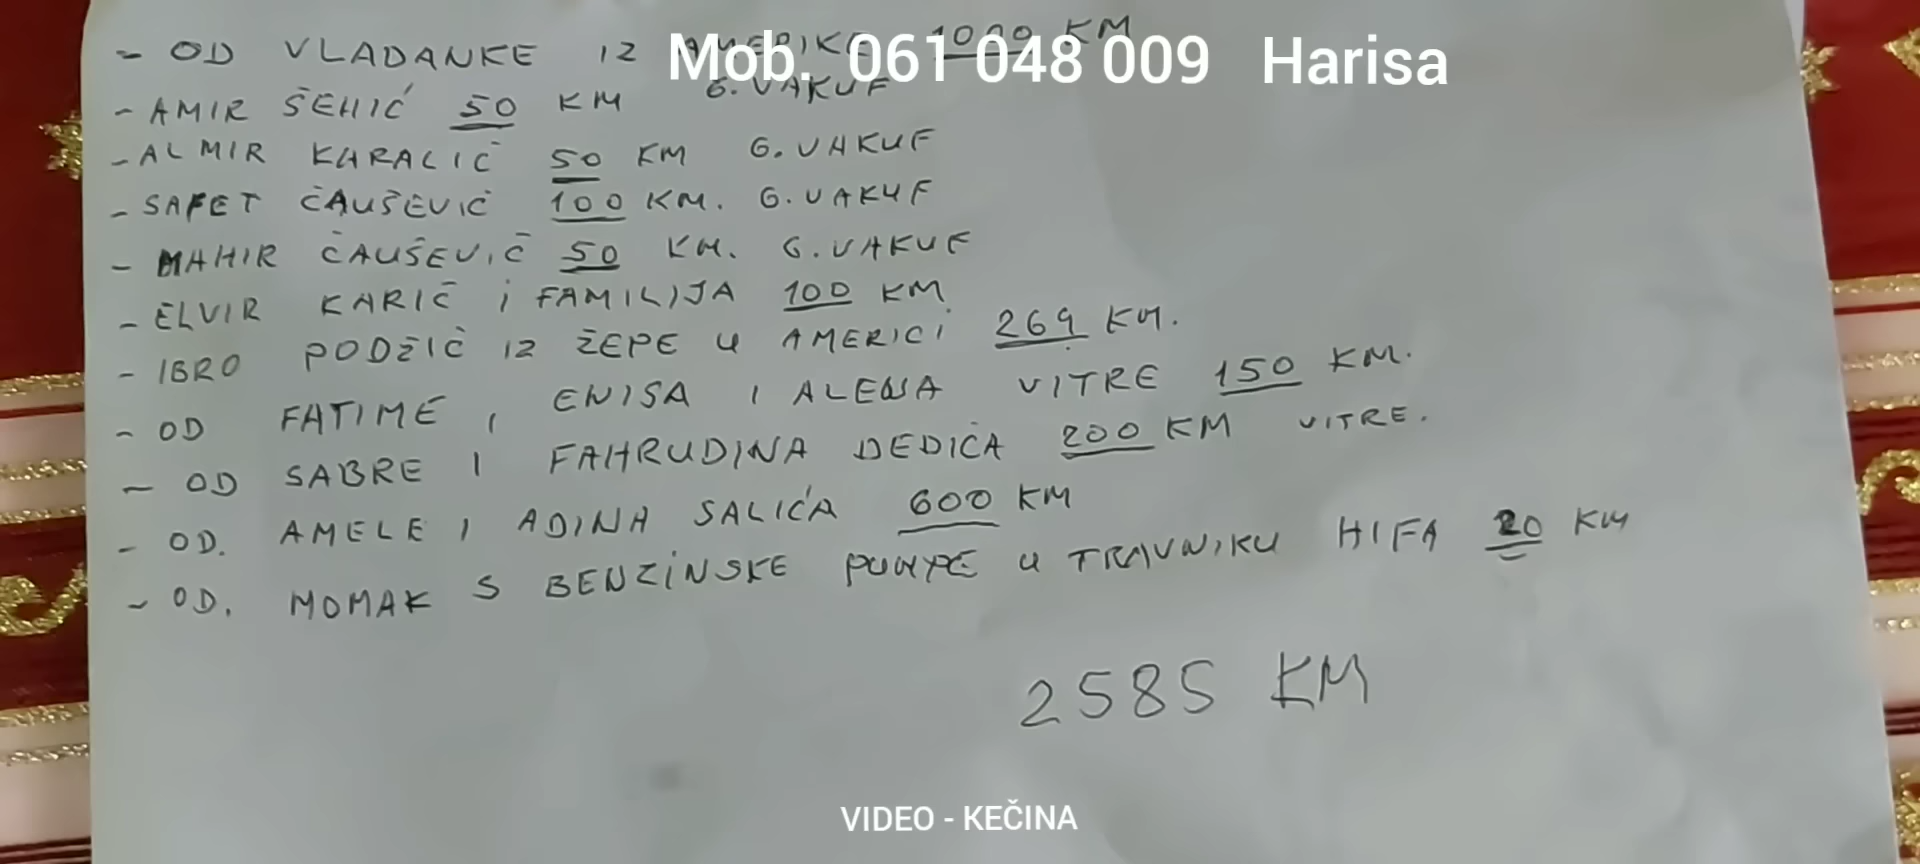 - OD VLADANKE IZ AMERIKE 1000 KM
Mob. 061 048 009 Harisa
- AMIR ŠEHIĆ 50 KM G. VAKUF
- ALMIR KARALIĆ 50 KM G. VAKUF
- SAFET ČAUŠEVIĆ 100 KM. G. VAKUF
- MAHIR ČAUŠEVIĆ 50 KM. G. VAKUF
- ELVIR KARIĆ i FAMILIJA 100 KM
- IBRO PODŽIĆ IZ ŽEPE U AMERICI 269 KM.
- OD FATIME, ENISA I ALENA VITRE 150 KM.
- OD SABRE I FAHRUDINA DEDIĆA 200 KM VITRE.
- OD. AMELE I ADINA SALIĆA 600 KM
- OD. MOMAK S BENZINSKE PUMPE U TRAVNIKU HIFA 20 KM
2585 KM
VIDEO - KEČINA